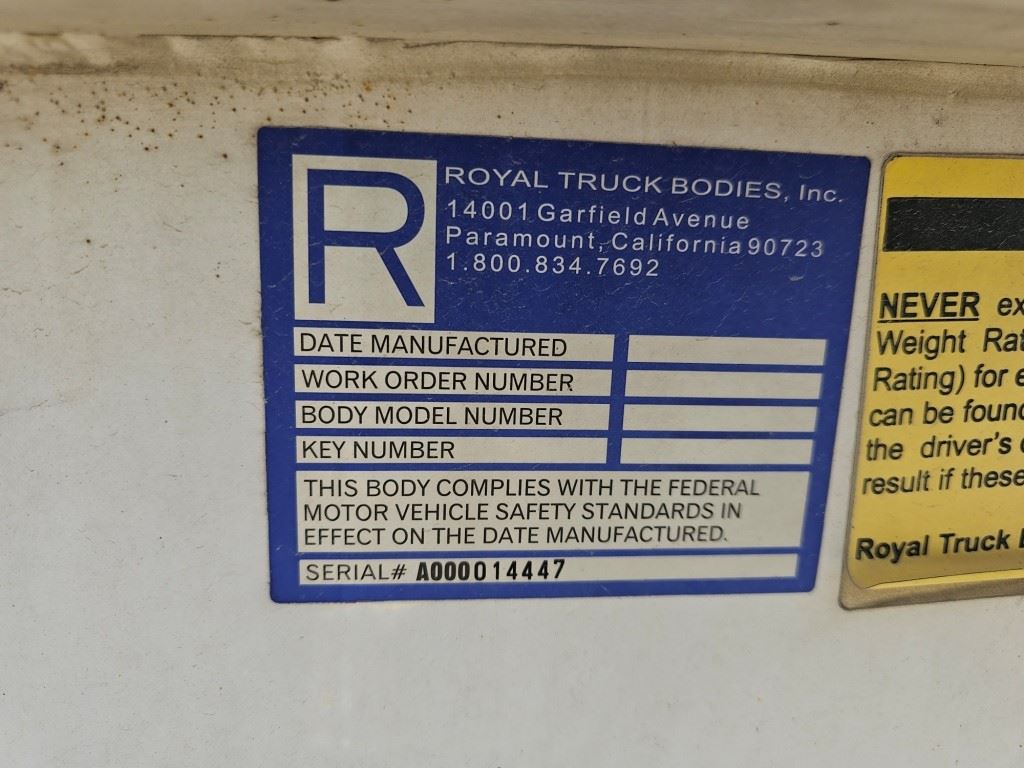 R
ROYAL TRUCK BODIES, Inc.
14001 Garfield Avenue
Paramount, California 90723
1.800.834.7692
DATE MANUFACTURED
WORK ORDER NUMBER
BODY MODEL NUMBER
KEY NUMBER
THIS BODY COMPLIES WITH THE FEDERAL
MOTOR VEHICLE SAFETY STANDARDS IN
EFFECT ON THE DATE MANUFACTURED.
SERIAL# A000014447
NEVER
Weight
Rating) for
can be
the driver's
result if these
Royal Truck